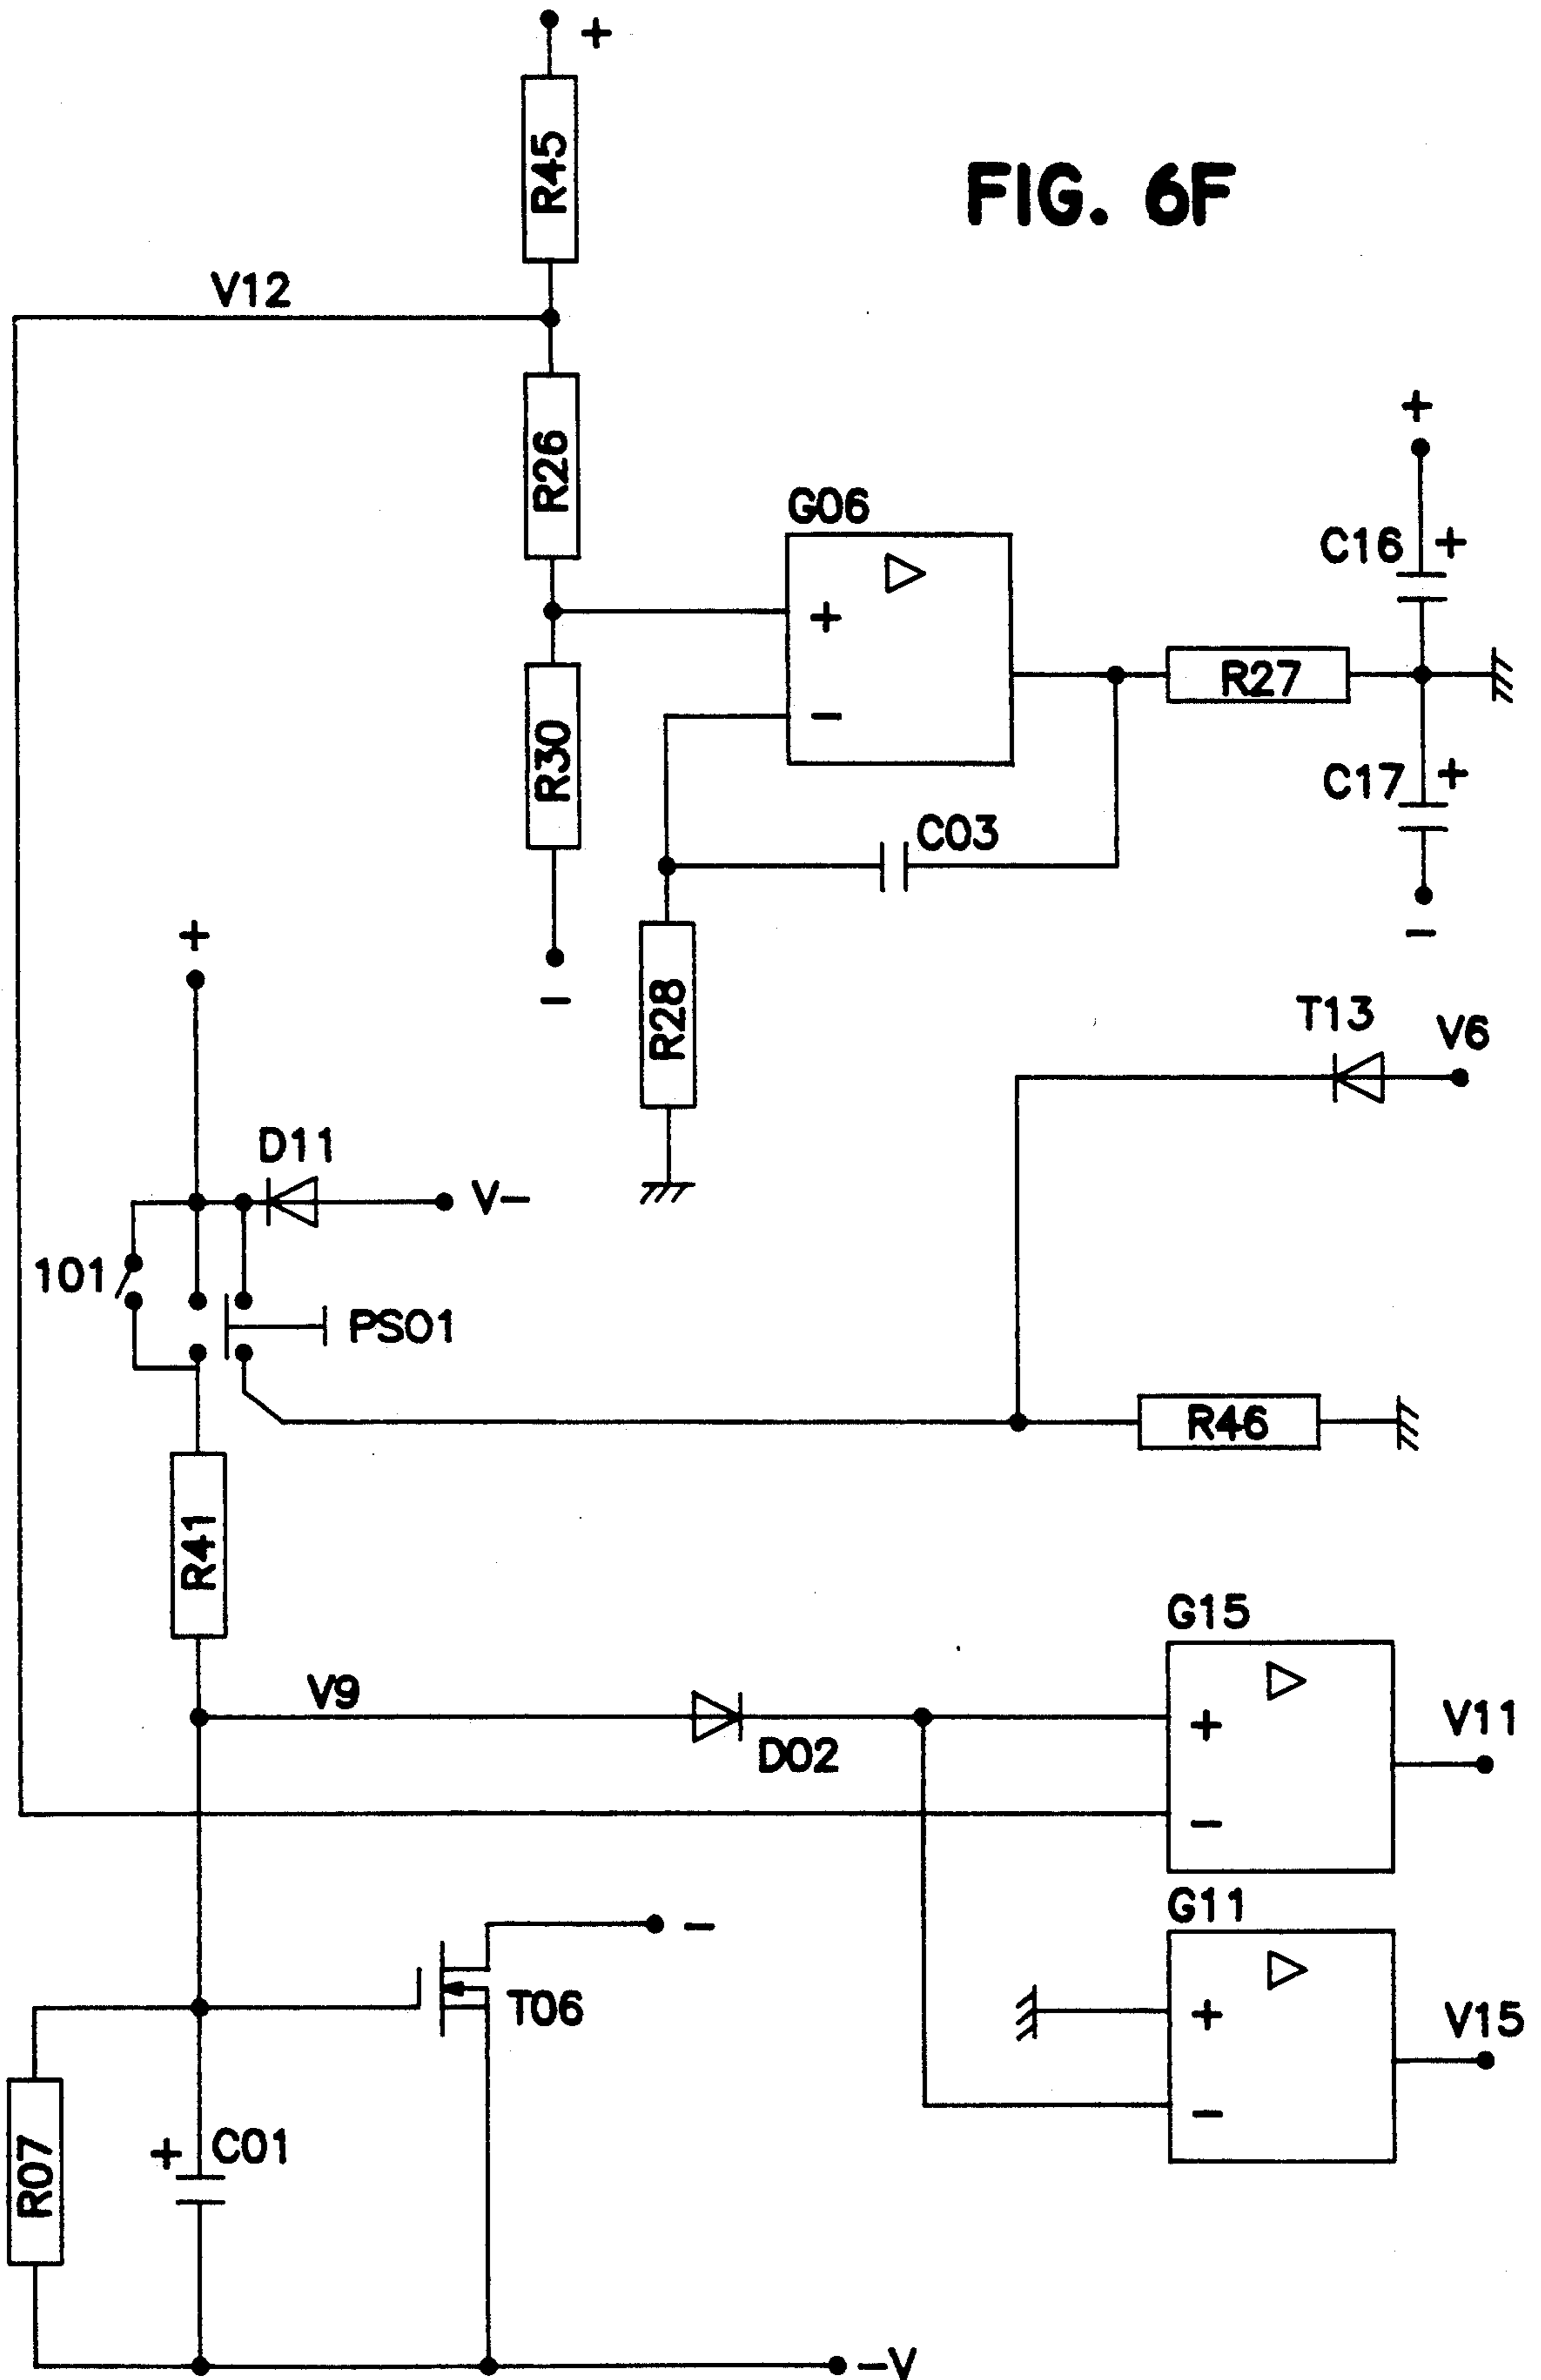 +
R45
FIG. 6F
V12
R26
+
G06
C16 +
+
R27
−
R30
C17 +
C03
+
−
−
R28
T13
V6
D11
V−
101
PS01
R46
R41
G15
V9
+
V11
D02
−
G11
−
T06
+
V15
−
+ C01
R07
−V